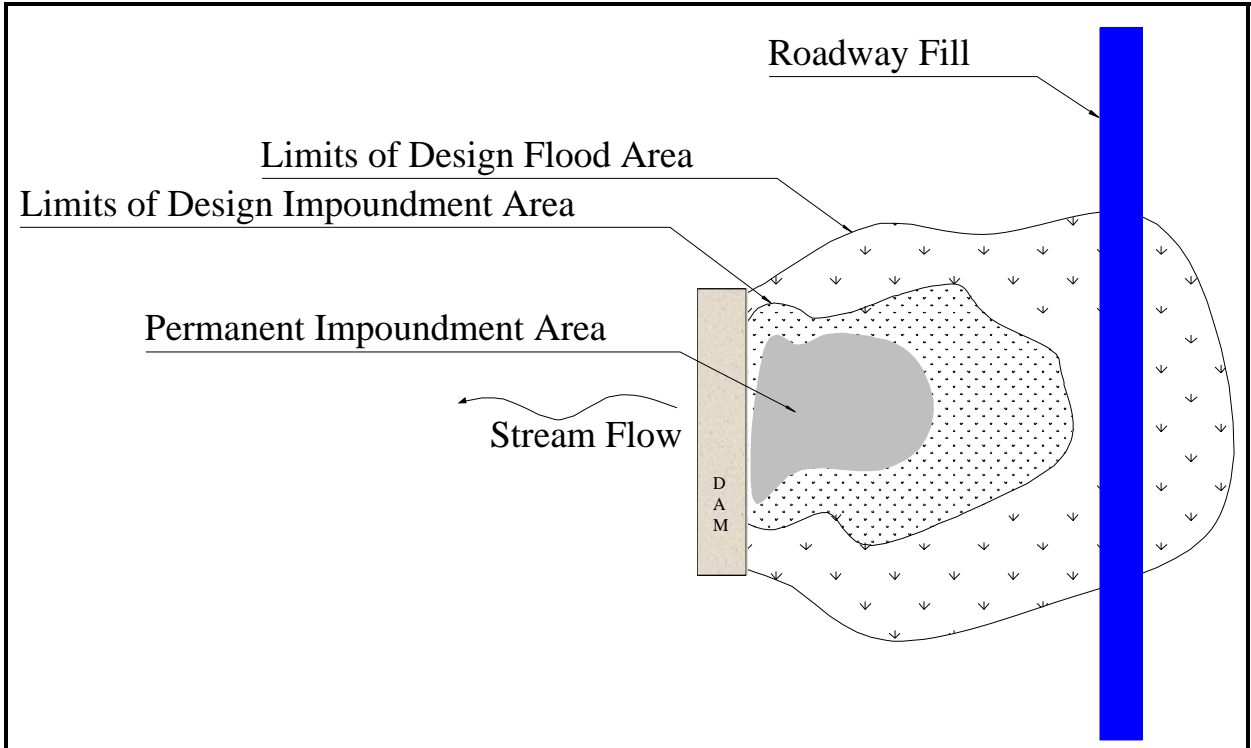 Roadway Fill
Limits of Design Flood Area
Limits of Design Impoundment Area
Permanent Impoundment Area
Stream Flow
D
A
M